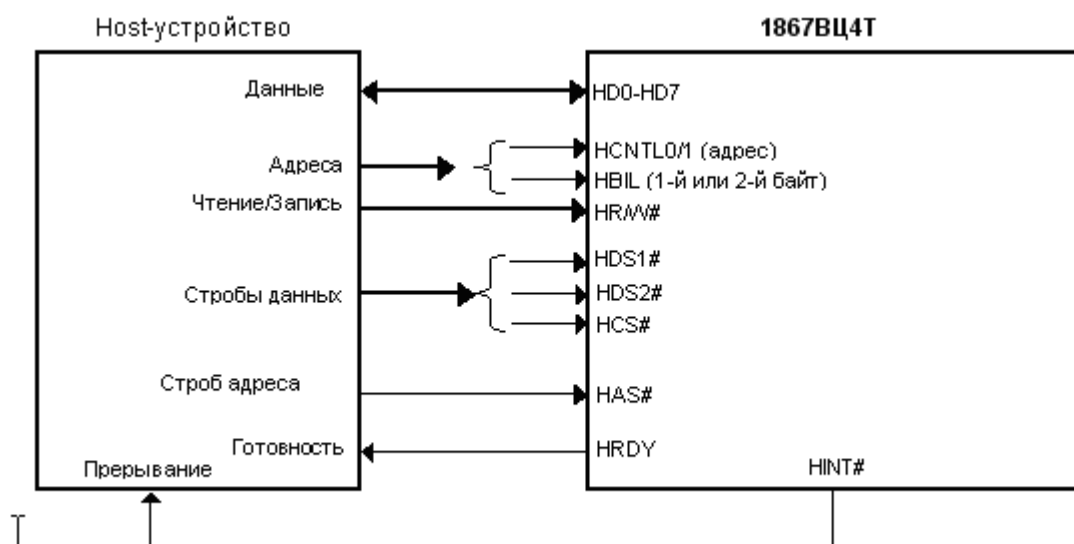 Host-устройство
1867ВЦ4Т
Данные
HD0-HD7
Адреса
HCNTL0/1 (адрес)
HBIL (1-й или 2-й байт)
Чтение/Запись
HR/W#
Стробы данных
HDS1#
HDS2#
HCS#
Строб адреса
HAS#
Готовность
HRDY
Прерывание
HINT#